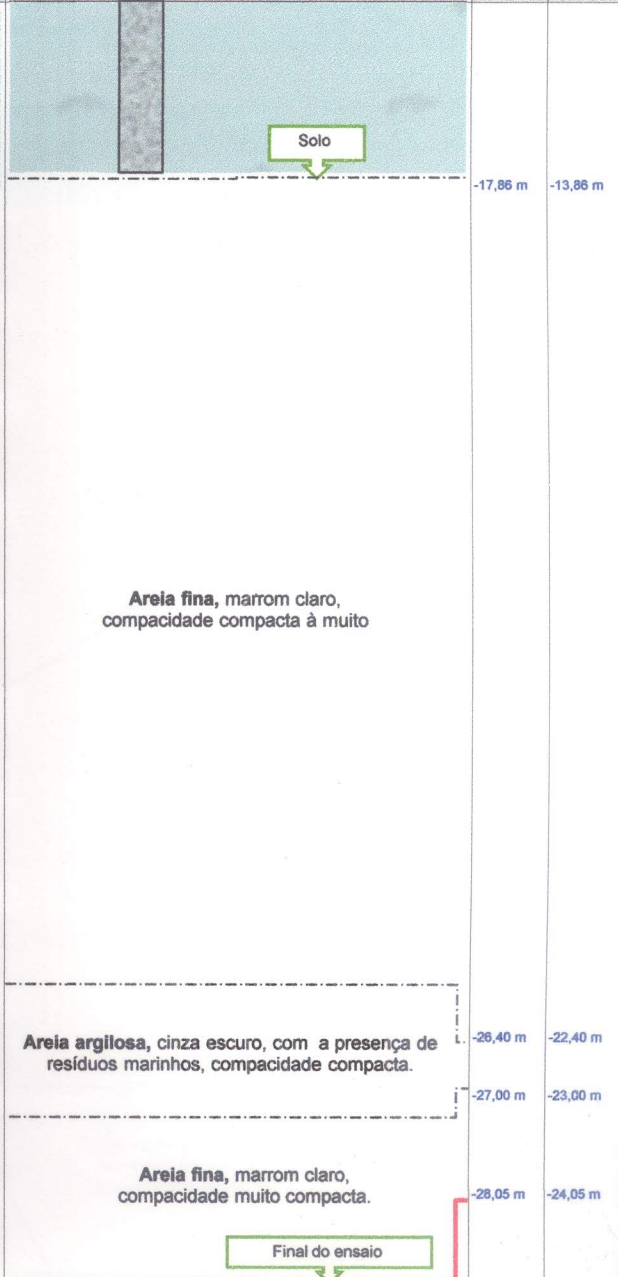 Solo
-17,86 m -13,86 m
Areia fina, marrom claro,
compacidade compacta à muito
Areia argilosa, cinza escuro, com a presença de
resíduos marinhos, compacidade compacta.
-26,40 m -22,40 m
-27,00 m -23,00 m
Areia fina, marrom claro,
compacidade muito compacta.
-28,05 m -24,05 m
Final do ensaio